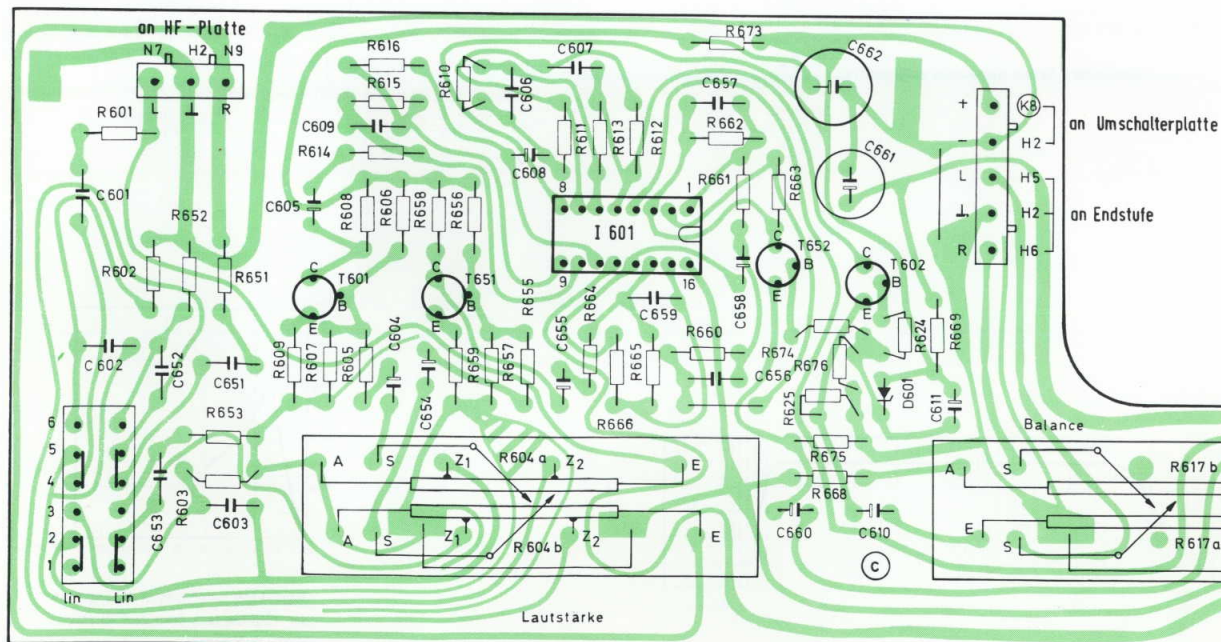 an HF-Platte
N7 H2 N9
L ⊥ R
R601
C601
R652
R602
R651
C602
C652
C651
R653
R603
C653
C603
6
5
4
3
2
1
lin Lin
R616
R615
C609
R614
C605
R608
R606
R658
R656
R610
C606
C607
C608
R611
R613
R612
C657
R662
R673
C662
C661
R661
R663
8 1
I 601
9 16
C
T601
B
E
C
T651
B
E
C
T652
B
E
C
T602
B
E
R609
R607
R605
C604
C654
R659
R657
R655
C655
R664
C659
R665
R666
R660
C656
C658
R674
R676
R625
R624
R669
D601
C611
R675
R668
C660
C610
C
+ K8
- H2
an Umschalterplatte
L H5
⊥ H2
R H6
an Endstufe
A S Z1 R604a Z2 E
A S Z1 R604b Z2 E
Lautstärke
Balance
A S R617b
E S R617a